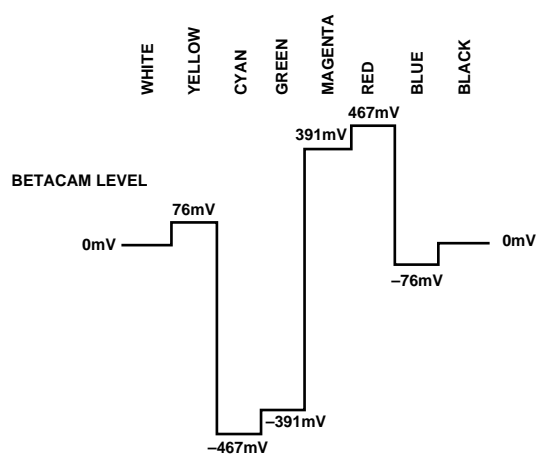 WHITE
YELLOW
CYAN
GREEN
MAGENTA
RED
BLUE
BLACK
467mV
391mV
BETACAM LEVEL
76mV
0mV
0mV
–76mV
–391mV
–467mV